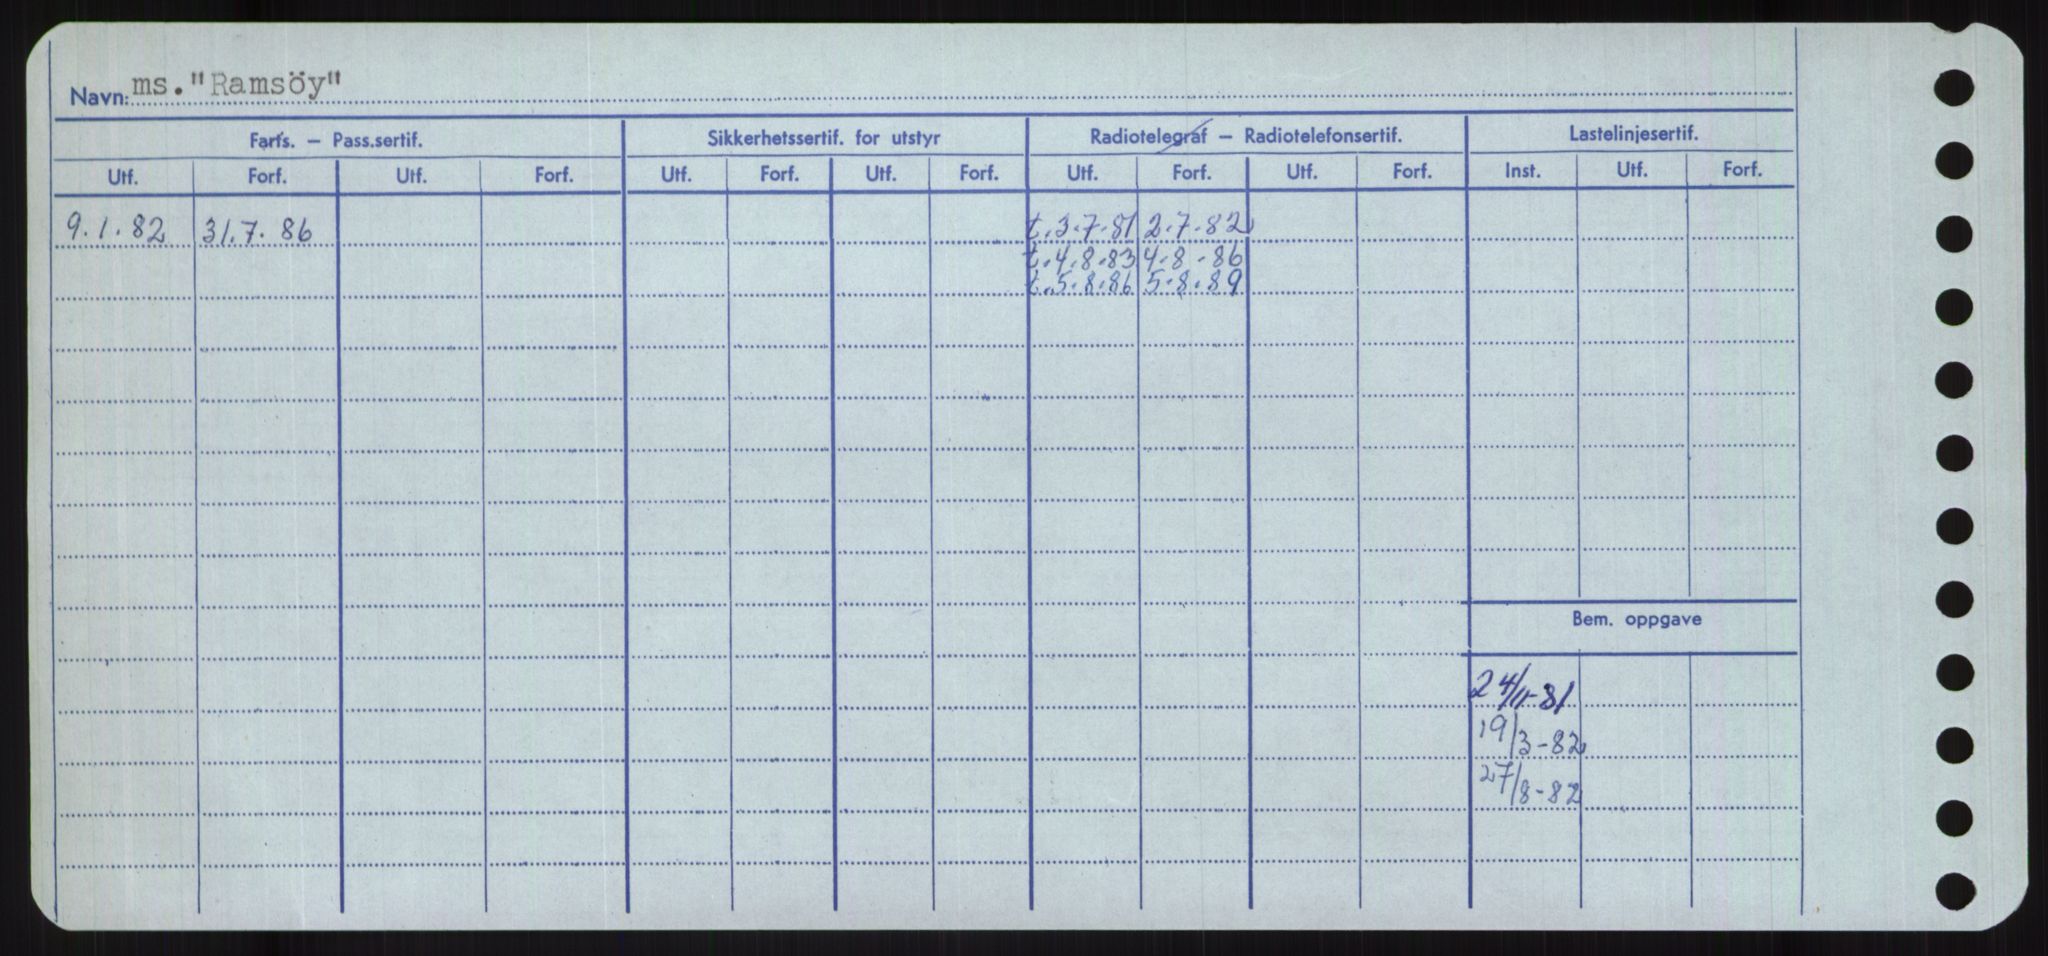 Navn: ms. "Ramsöy"
Farts. – Pass.sertif. Sikkerhetssertif. for utstyr Radiotelegraf – Radiotelefonsertif. Lastelinjesertif.
Utf. Forf. Utf. Forf. Utf. Forf. Utf. Forf. Utf. Forf. Utf. Forf. Inst. Utf. Forf.
9.1.82 31.7.86 t.3.7.81 2.7.82
t.4.8.83 4.8.86
t.5.8.86 5.8.89
Bem. oppgave
24/11-81
19/3-82
27/8-82